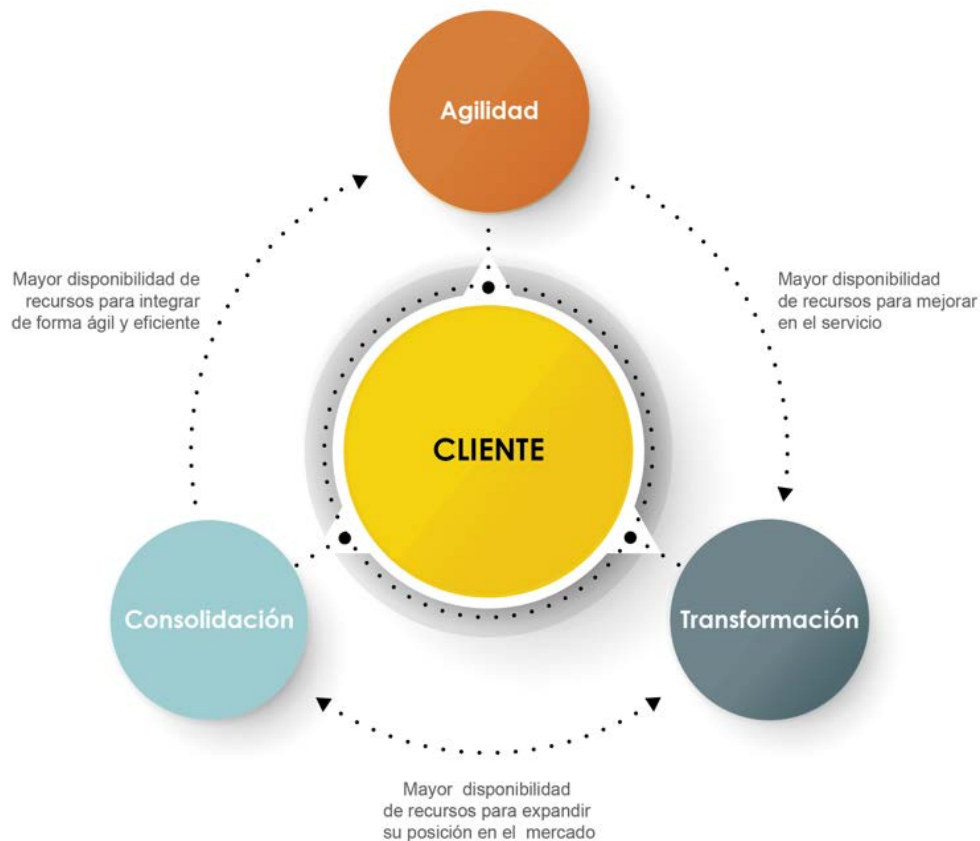 Agilidad
Mayor disponibilidad de
recursos para integrar
de forma ágil y eficiente
Mayor disponibilidad
de recursos para mejorar
en el servicio
CLIENTE
Consolidación
Transformación
Mayor disponibilidad
de recursos para expandir
su posición en el mercado